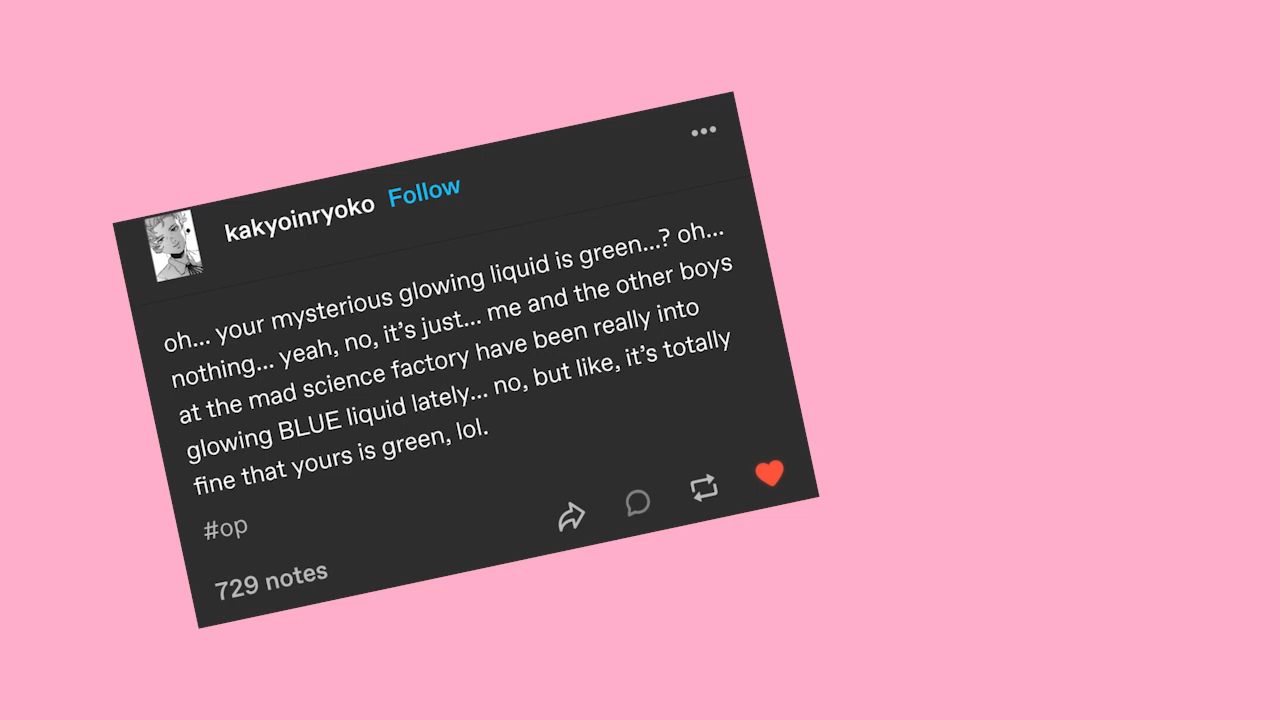 kakyoinryoko Follow
oh... your mysterious glowing liquid is green...? oh...
nothing... yeah, no, it's just... me and the other boys
at the mad science factory have been really into
glowing BLUE liquid lately... no, but like, it's totally
fine that yours is green, lol.
#op
729 notes